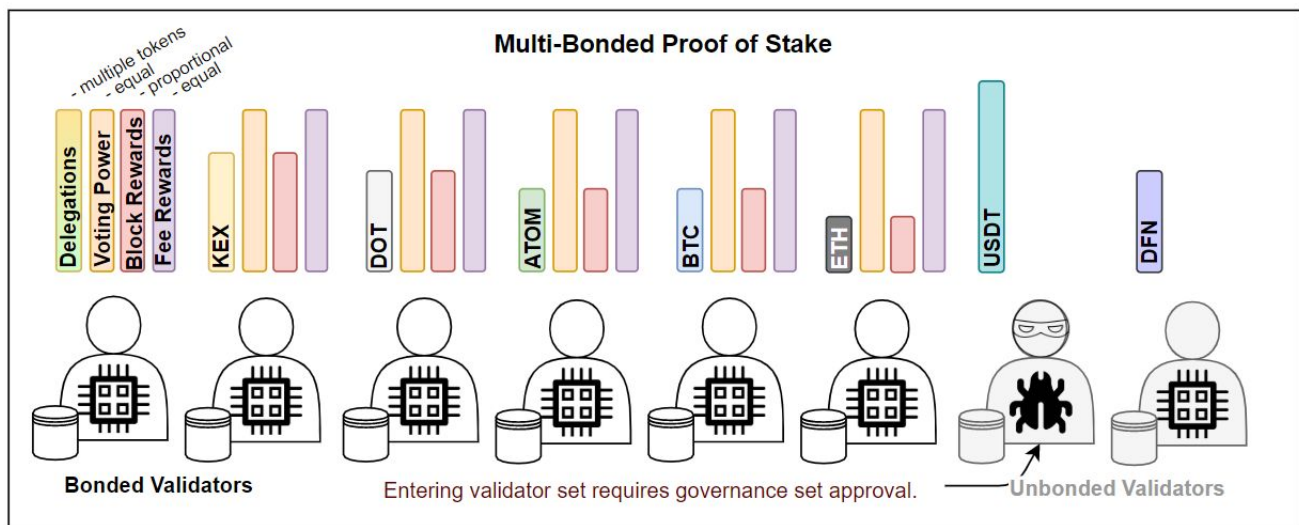 Multi-Bonded Proof of Stake
- multiple tokens
- equal
- proportional
- equal
Delegations
Voting Power
Block Rewards
Fee Rewards
KEX
DOT
ATOM
BTC
ETH
USDT
DFN
Bonded Validators
Entering validator set requires governance set approval.
Unbonded Validators